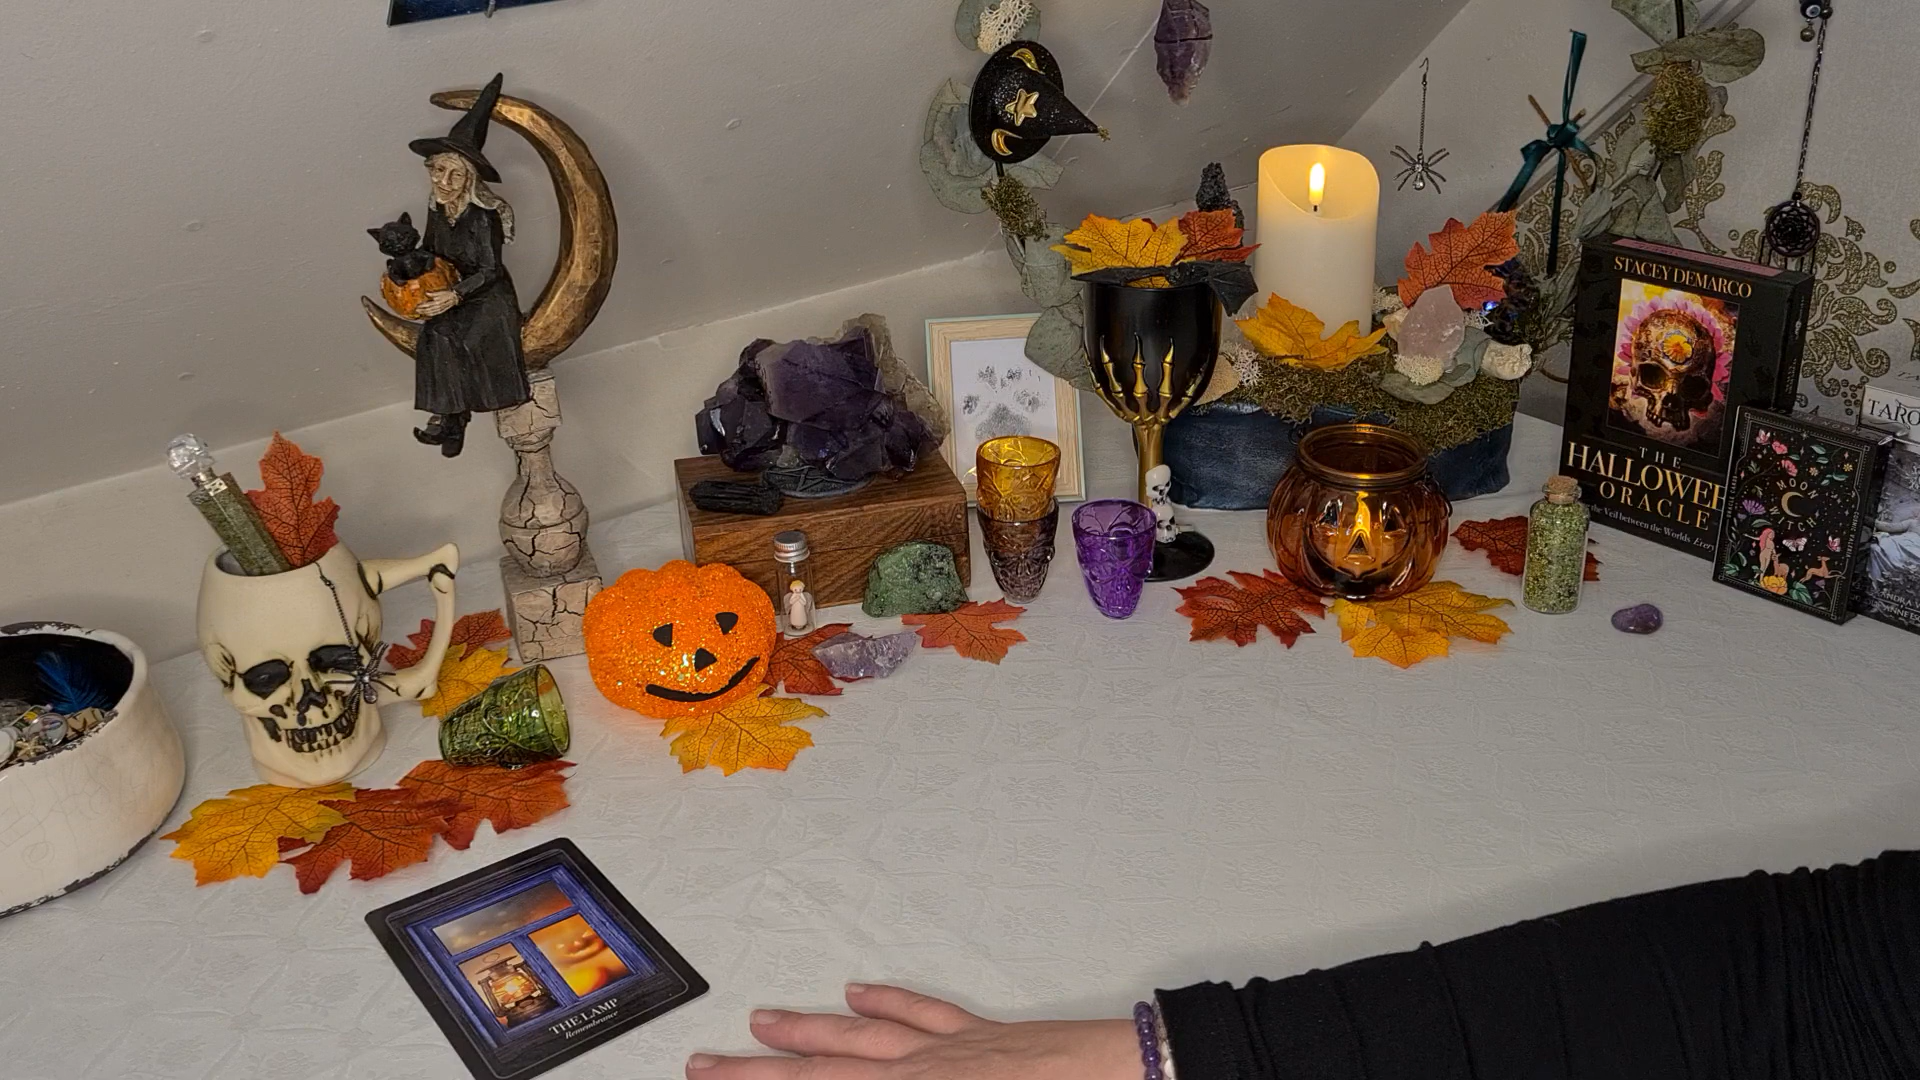 STACEY DEMARCO
THE
HALLOWE
ORACLE
the Veil between the Worlds Every
MOON
WITCH
TARO
THE LAMP
Remembrance